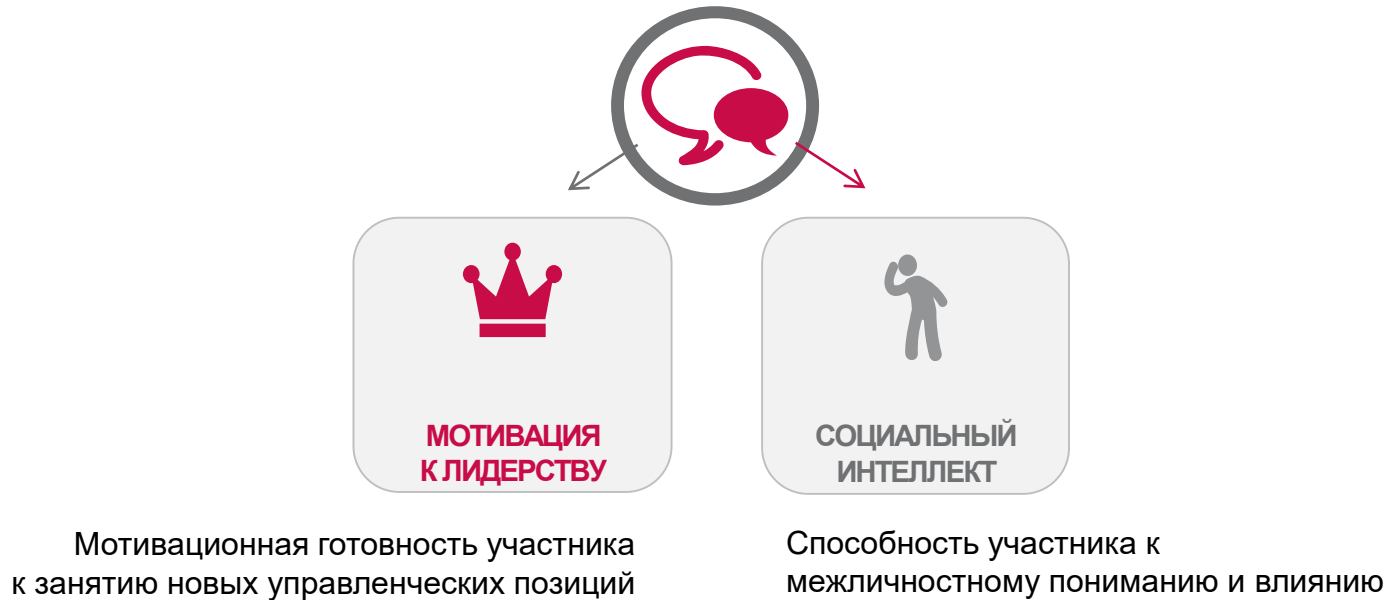 МОТИВАЦИЯ
К ЛИДЕРСТВУ
СОЦИАЛЬНЫЙ
ИНТЕЛЛЕКТ
Мотивационная готовность участника
к занятию новых управленческих позиций
Способность участника к
межличностному пониманию и влиянию